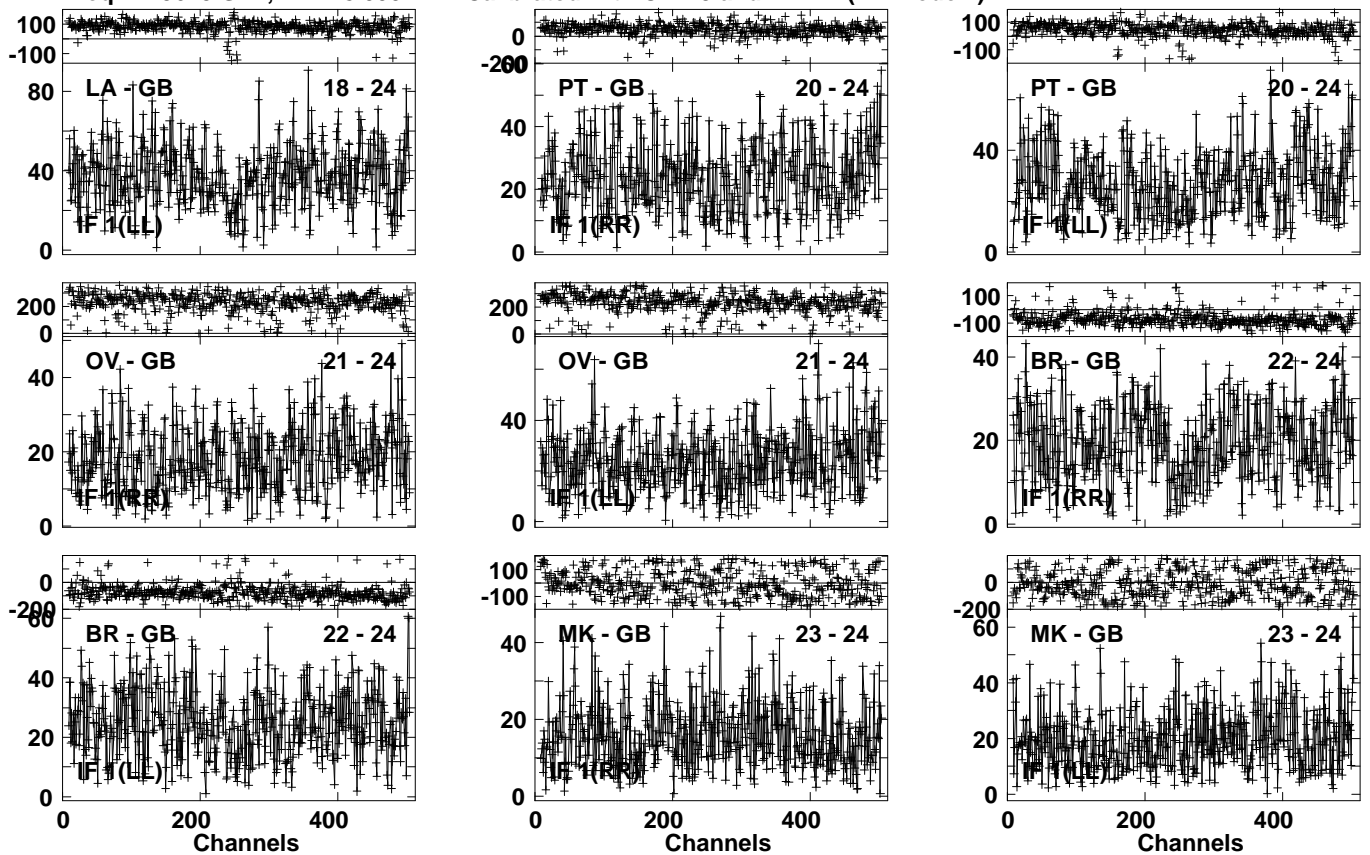 100
-100
LA - GB 18 - 24
80
60
40
20
0
IF 1(LL)
0
-200
60
PT - GB 20 - 24
40
20
0
IF 1(RR)
100
-100
PT - GB 20 - 24
40
0
IF 1(LL)
200
0
OV - GB 21 - 24
40
20
0
IF 1(RR)
200
0
OV - GB 21 - 24
40
0
IF 1(LL)
100
-100
BR - GB 22 - 24
40
20
0
IF 1(RR)
0
-200
60
BR - GB 22 - 24
40
20
0
IF 1(LL)
0 200 400
Channels
100
-100
MK - GB 23 - 24
40
20
0
IF 1(RR)
0 200 400
Channels
0
-200
60
MK - GB 23 - 24
40
20
0
IF 1(LL)
0 200 400
Channels